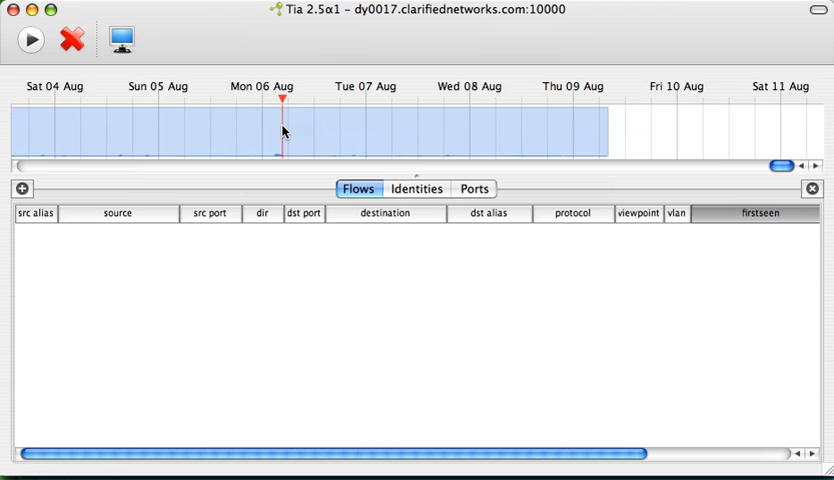 Tia 2.5α1 – dy0017.clarifiednetworks.com:10000
Sat 04 Aug Sun 05 Aug Mon 06 Aug Tue 07 Aug Wed 08 Aug Thu 09 Aug Fri 10 Aug Sat 11 Aug
Flows Identities Ports
src alias source src port dir dst port destination dst alias protocol viewpoint vlan firstseen